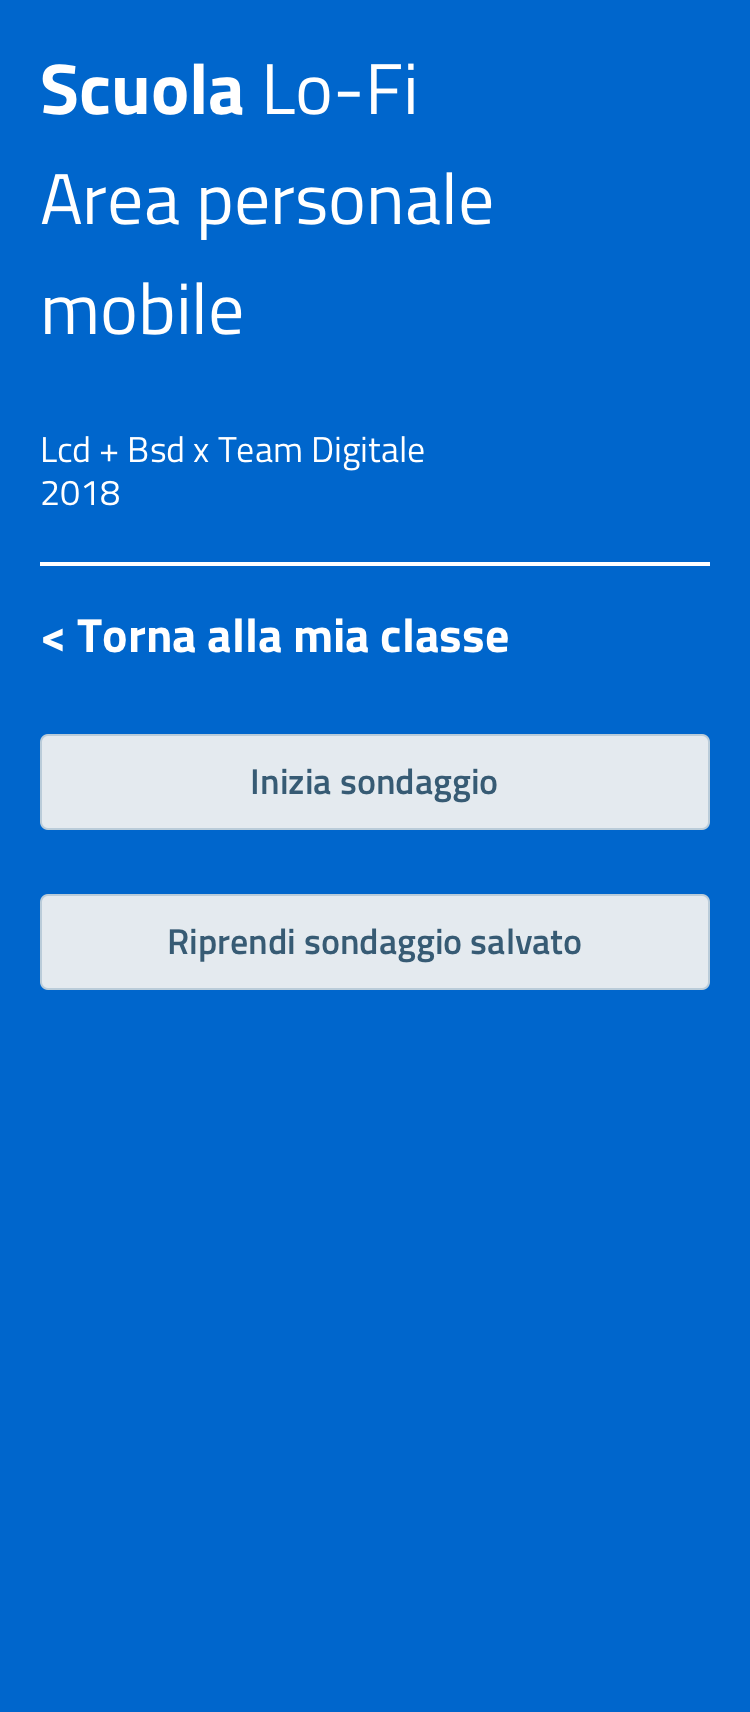 Scuola Lo-Fi
Area personale
mobile
Lcd + Bsd x Team Digitale
2018
< Torna alla mia classe
Inizia sondaggio
Riprendi sondaggio salvato